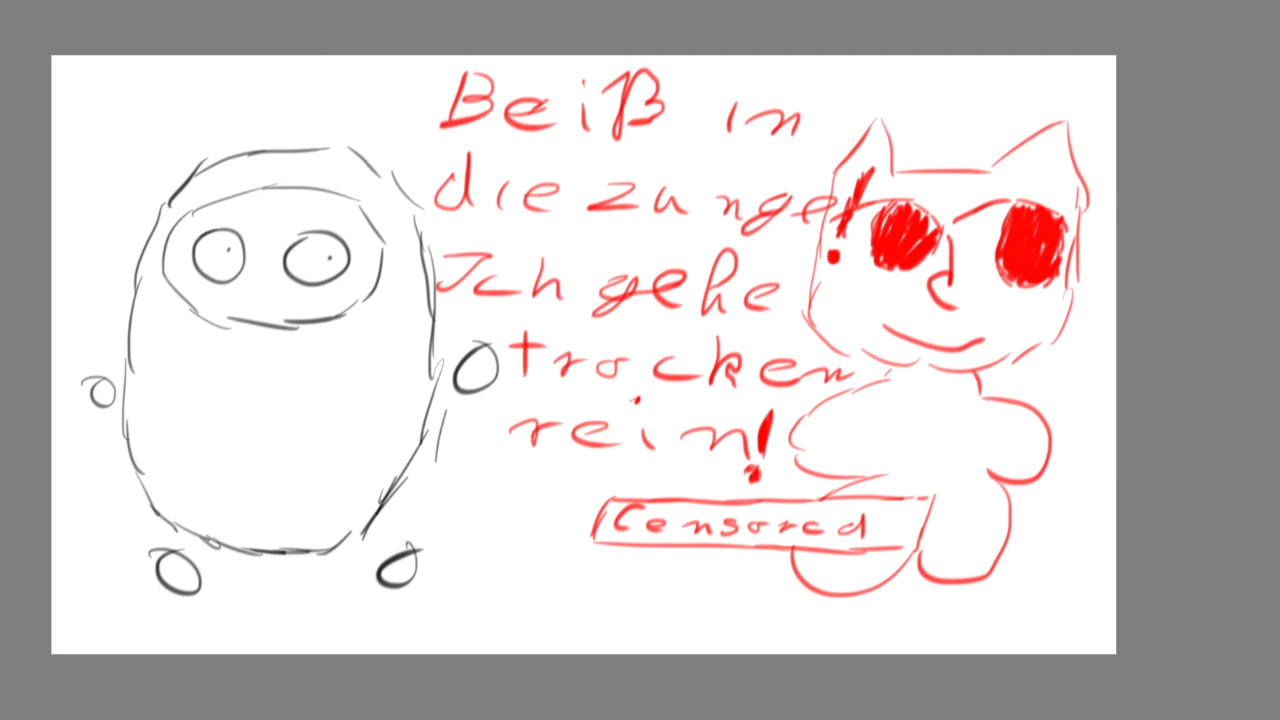 Beiß in
die zunge!
Ich gehe
trocken
rein!
Censored